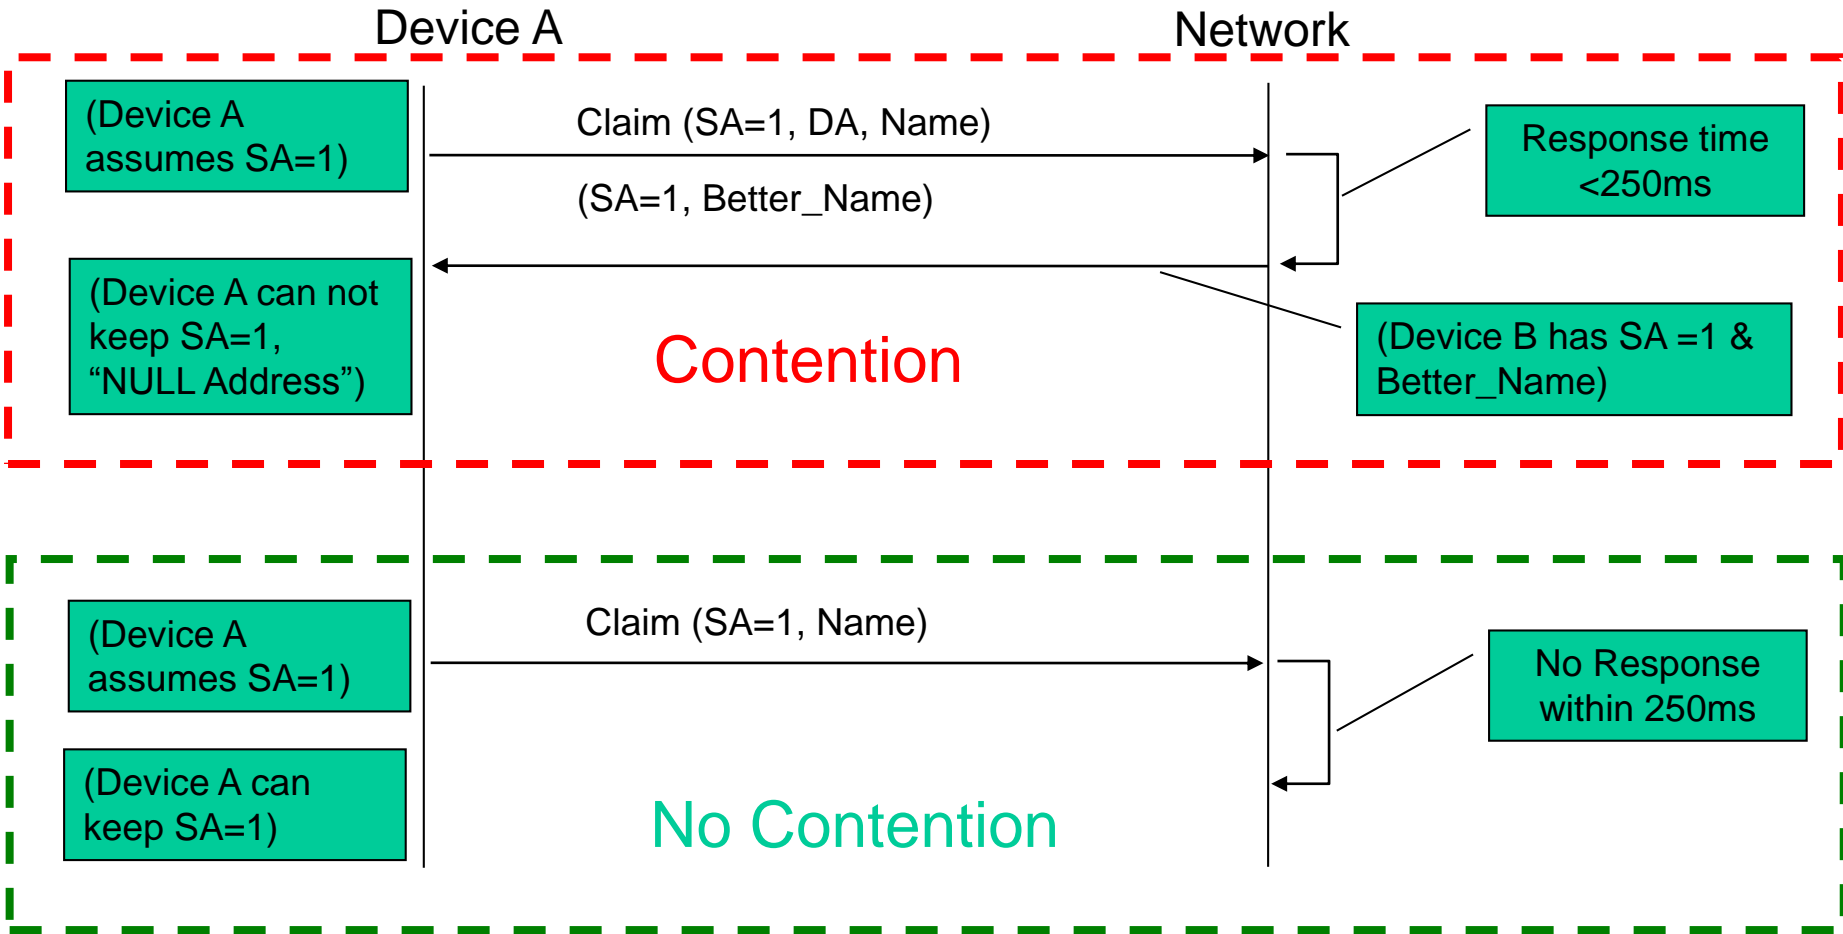 Device A
Network
(Device A
assumes SA=1)
Claim (SA=1, DA, Name)
(SA=1, Better_Name)
Response time
<250ms
(Device A can not
keep SA=1,
“NULL Address”)
Contention
(Device B has SA =1 &
Better_Name)
(Device A
assumes SA=1)
Claim (SA=1, Name)
No Response
within 250ms
(Device A can
keep SA=1)
No Contention